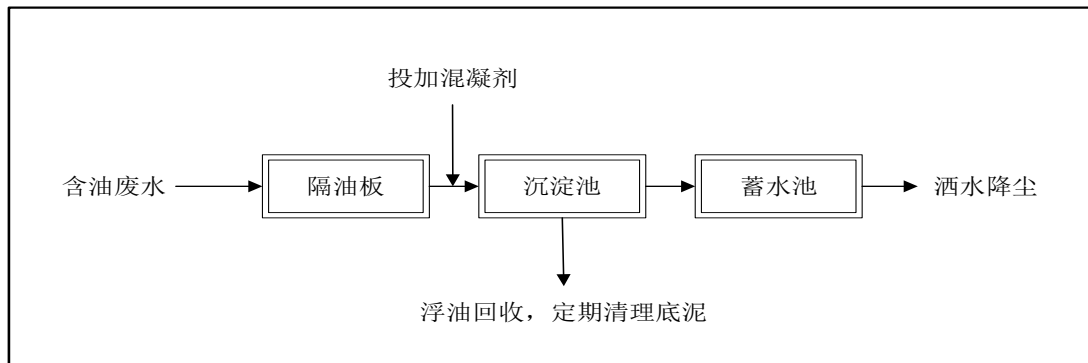 投加混凝剂
含油废水
隔油板
沉淀池
蓄水池
洒水降尘
浮油回收，定期清理底泥